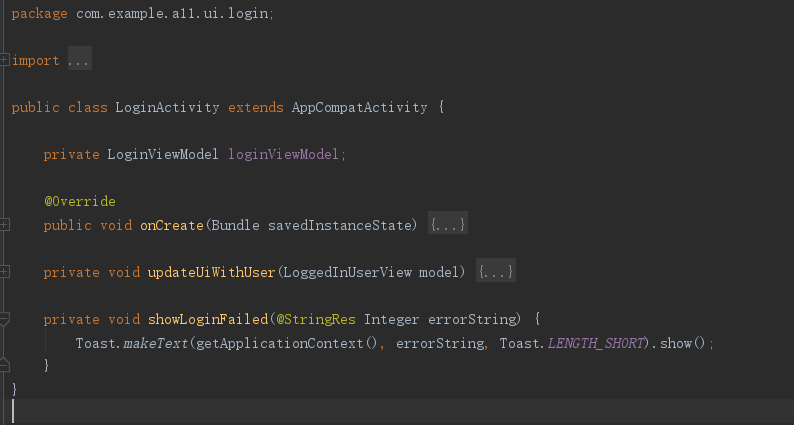 package com.example.a11.ui.login;
import ...
public class LoginActivity extends AppCompatActivity {
private LoginViewModel loginViewModel;
@Override
public void onCreate(Bundle savedInstanceState) {...}
private void updateUiWithUser(LoggedInUserView model) {...}
private void showLoginFailed(@StringRes Integer errorString) {
Toast.makeText(getApplicationContext(), errorString, Toast.LENGTH_SHORT).show();
}
}